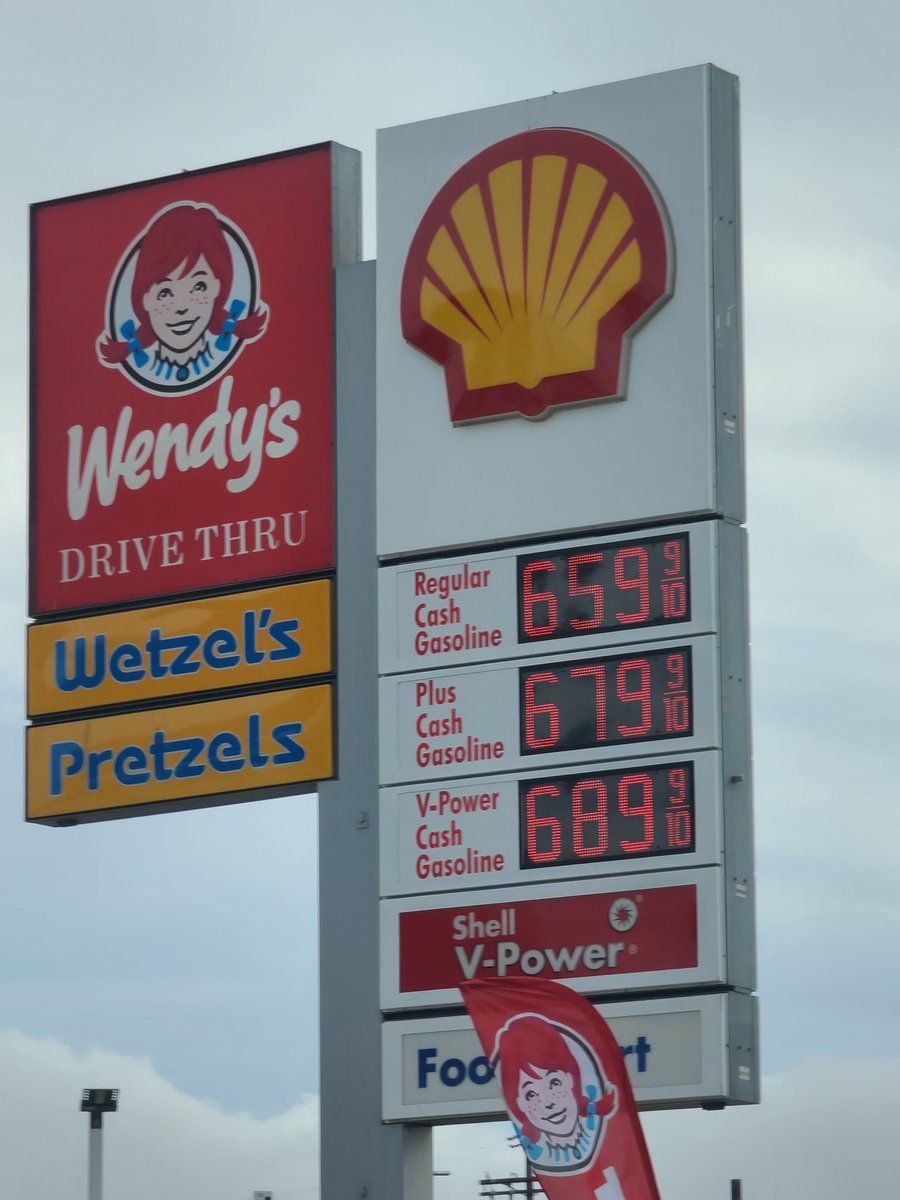 Wendy's
DRIVE THRU
Wetzel's
Pretzels
Regular
Cash
Gasoline
659 9/10
Plus
Cash
Gasoline
679 9/10
V-Power
Cash
Gasoline
689 9/10
Shell
V-Power®